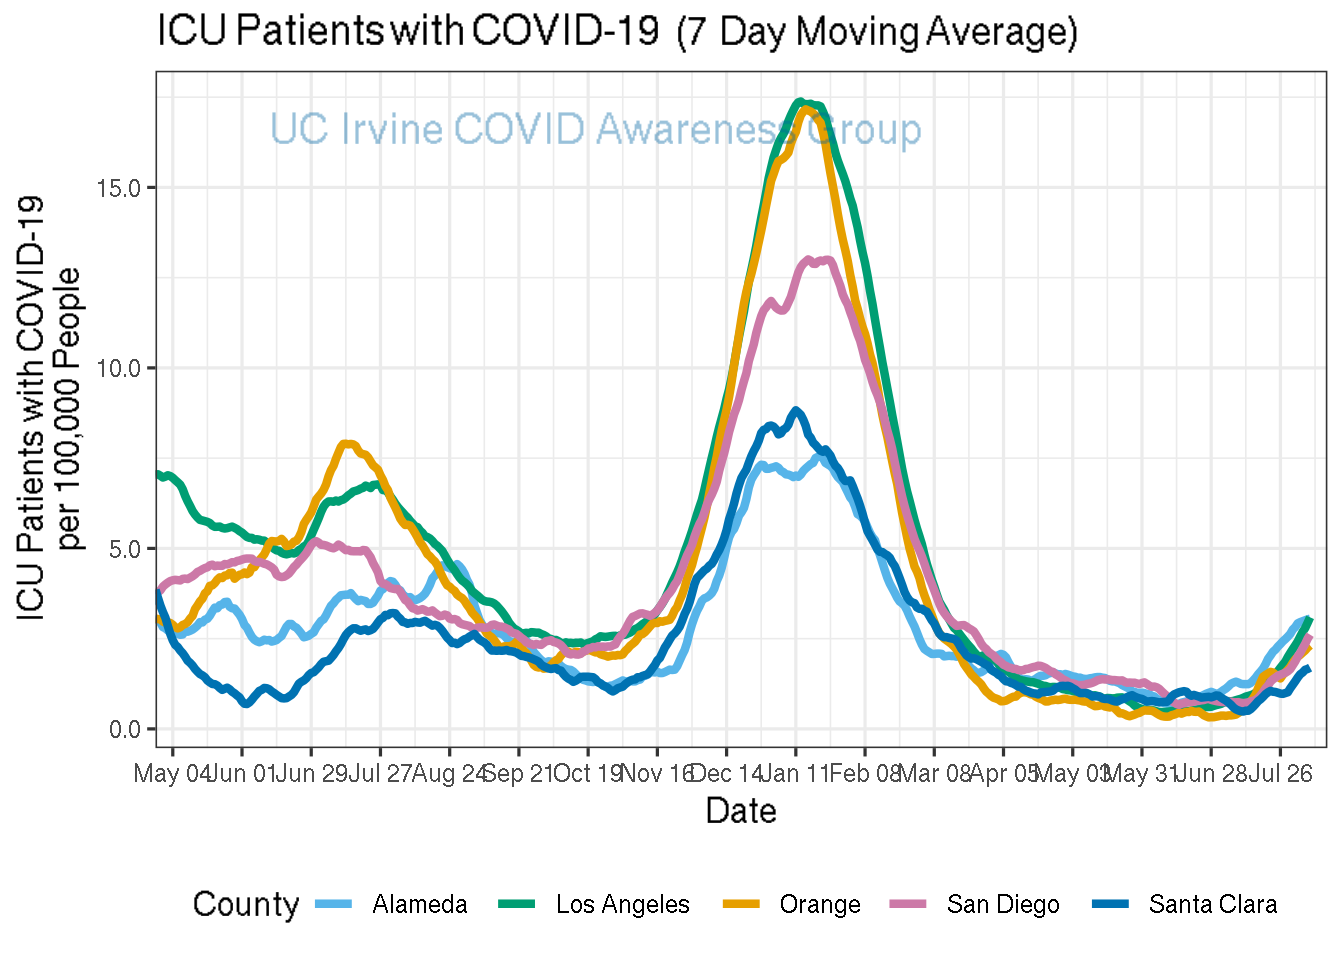 ICU Patients with COVID-19 (7 Day Moving Average)
UC Irvine COVID Awareness Group
ICU Patients with COVID-19
per 100,000 People
15.0
10.0
5.0
0.0
May 04 Jun 01 Jun 29 Jul 27 Aug 24 Sep 21 Oct 19 Nov 16 Dec 14 Jan 11 Feb 08 Mar 08 Apr 05 May 03 May 31 Jun 28 Jul 26
Date
County Alameda Los Angeles Orange San Diego Santa Clara